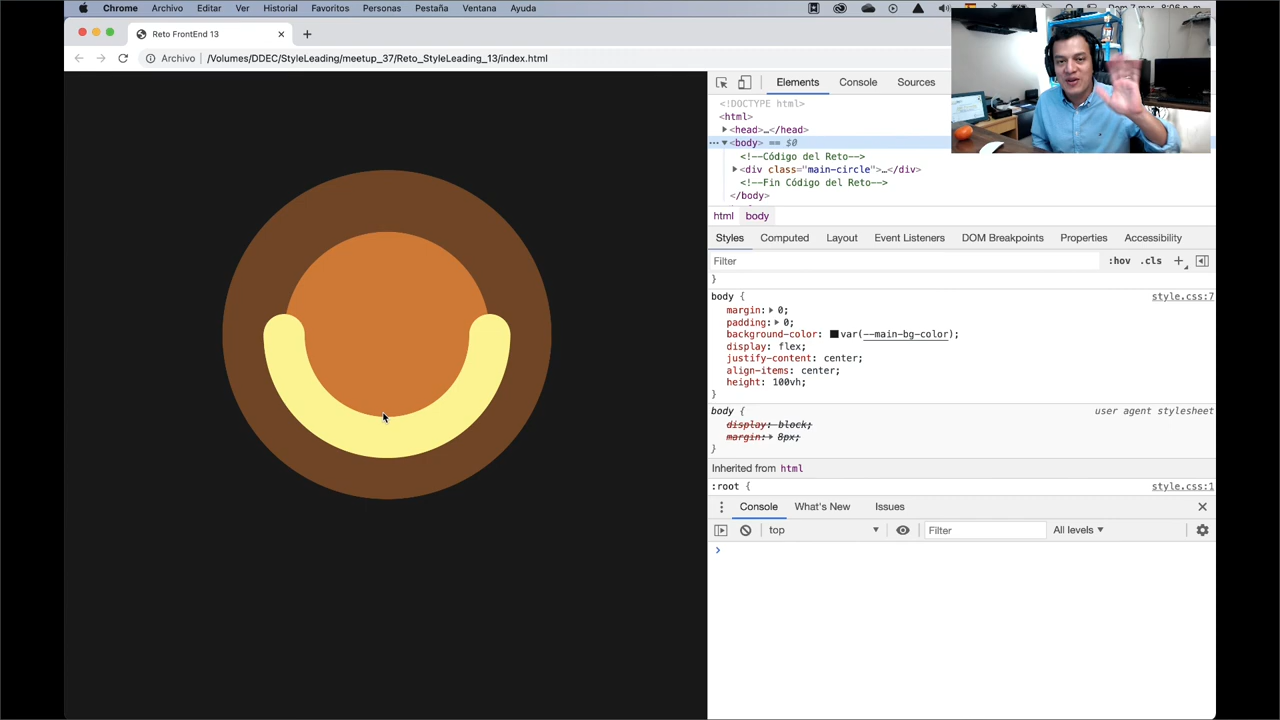 Chrome Archivo Editar Ver Historial Favoritos Personas Pestaña Ventana Ayuda
Reto FrontEnd 13
Archivo /Volumes/DDEC/StyleLeading/meetup_37/Reto_StyleLeading_13/index.html
Elements Console Sources
<!DOCTYPE html>
<html>
<head>…</head>
<body> == $0
<!--Código del Reto-->
<div class="main-circle">…</div>
<!--Fin Código del Reto-->
</body>
html body
Styles Computed Layout Event Listeners DOM Breakpoints Properties Accessibility
Filter :hov .cls
}
body { style.css:7
margin: 0;
padding: 0;
background-color: var(--main-bg-color);
display: flex;
justify-content: center;
align-items: center;
height: 100vh;
}
body { user agent stylesheet
display: block;
margin: 8px;
}
Inherited from html
:root { style.css:1
Console What's New Issues
top Filter All levels